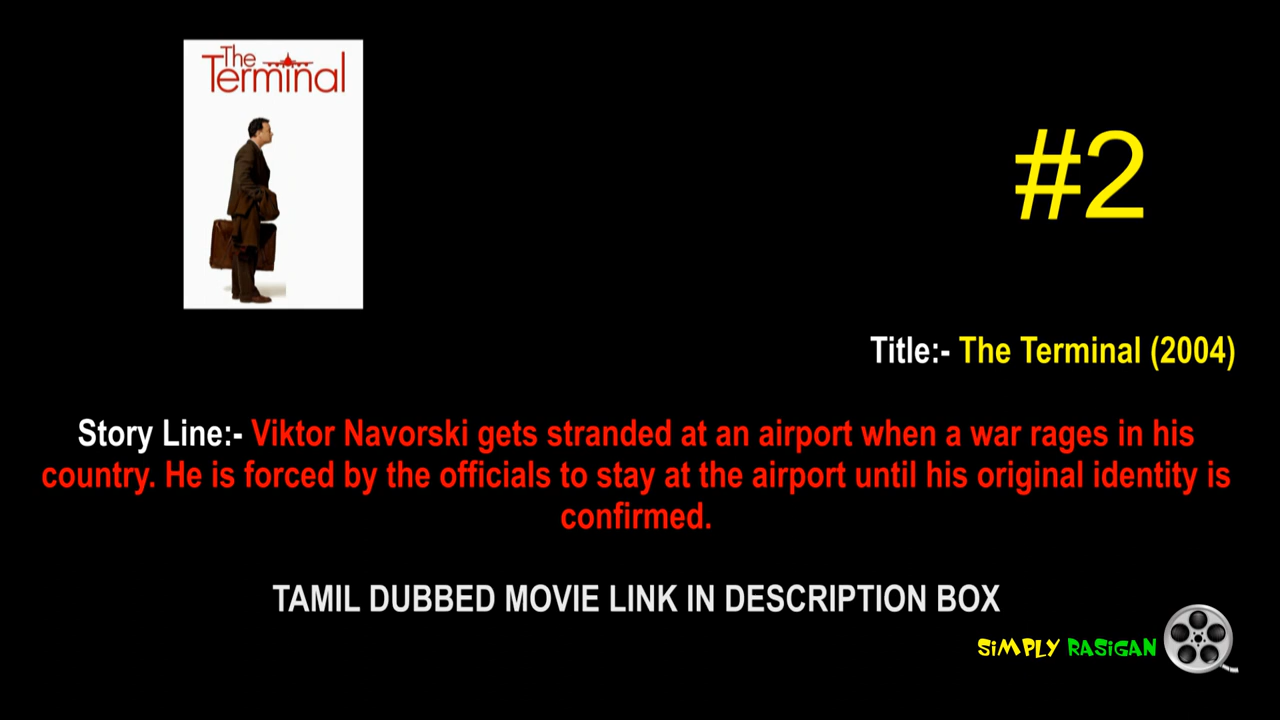 The
Terminal
#2
Title:- The Terminal (2004)
Story Line:- Viktor Navorski gets stranded at an airport when a war rages in his
country. He is forced by the officials to stay at the airport until his original identity is
confirmed.
TAMIL DUBBED MOVIE LINK IN DESCRIPTION BOX
SiMPLY RASiGAN